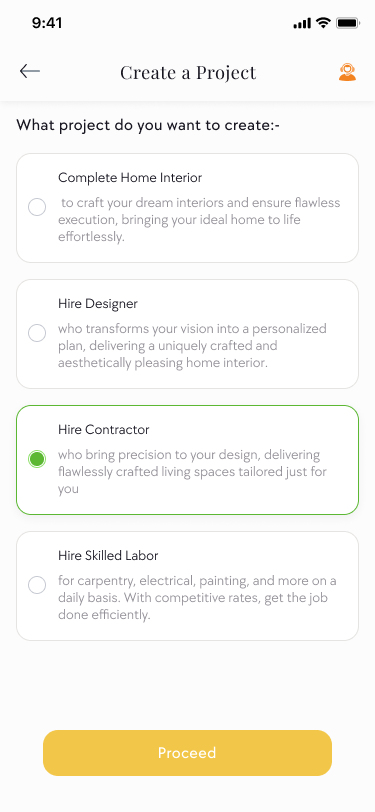 9:41
Create a Project
What project do you want to create:-
Complete Home Interior
to craft your dream interiors and ensure flawless
execution, bringing your ideal home to life
effortlessly.
Hire Designer
who transforms your vision into a personalized
plan, delivering a uniquely crafted and
aesthetically pleasing home interior.
Hire Contractor
who bring precision to your design, delivering
flawlessly crafted living spaces tailored just for
you
Hire Skilled Labor
for carpentry, electrical, painting, and more on a
daily basis. With competitive rates, get the job
done efficiently.
Proceed